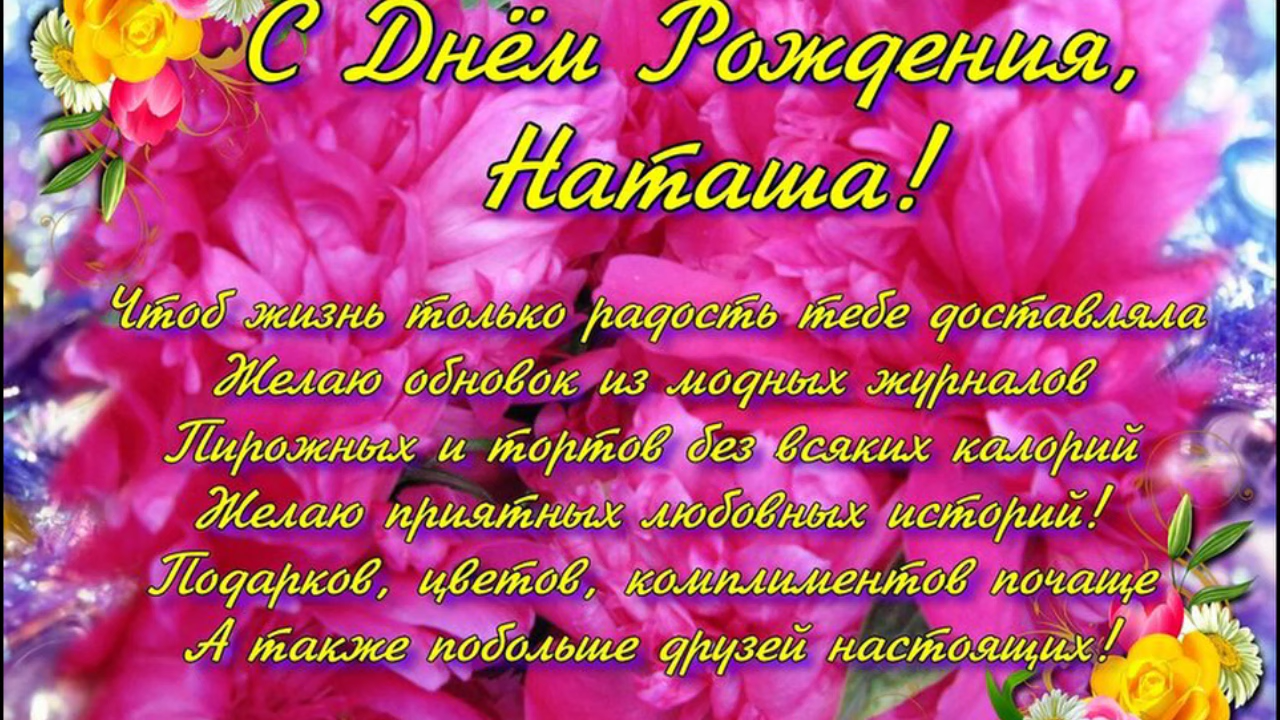 С Днём Рождения,
Наташа!
Чтоб жизнь только радость тебе доставляла
Желаю обновок из модных журналов
Пирожных и тортов без всяких калорий
Желаю приятных любовных историй!
Подарков, цветов, комплиментов почаще
А также побольше друзей настоящих!